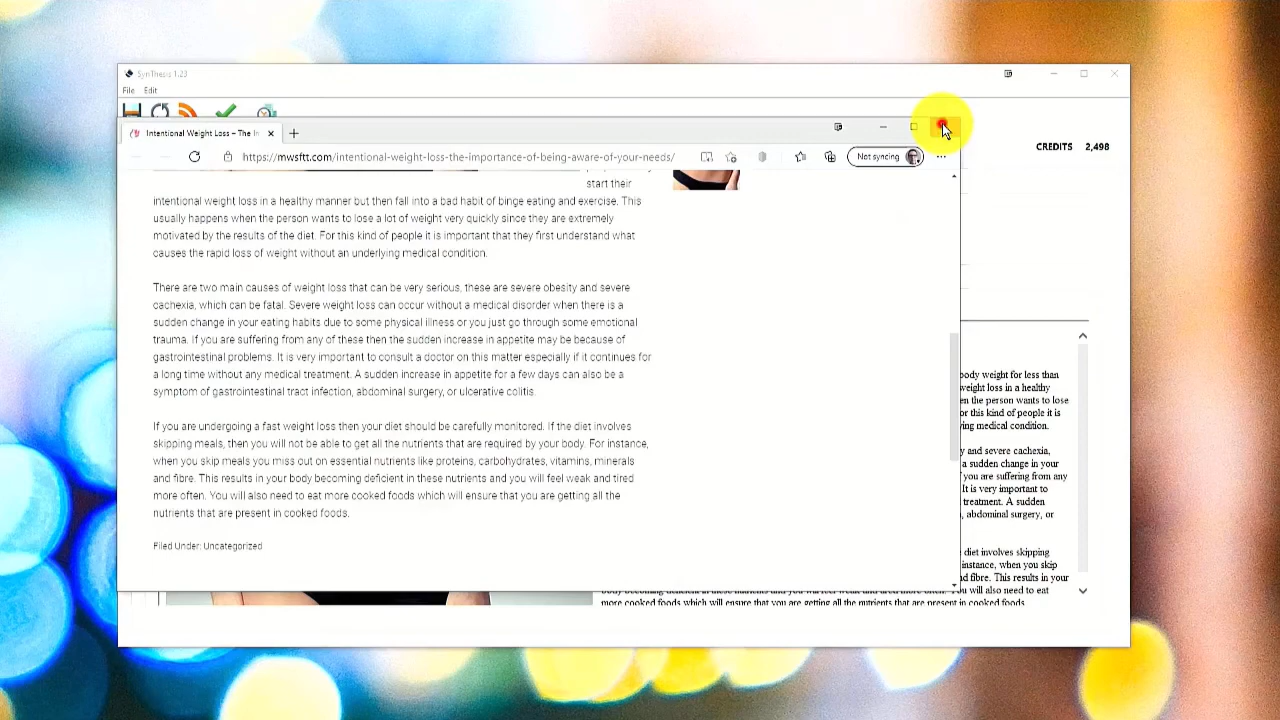 SynThesis 1.23
File Edit
Intentional Weight Loss – The In
https://mwsftt.com/intentional-weight-loss-the-importance-of-being-aware-of-your-needs/
Not syncing
CREDITS 2,498
start their
intentional weight loss in a healthy manner but then fall into a bad habit of binge eating and exercise. This
usually happens when the person wants to lose a lot of weight very quickly since they are extremely
motivated by the results of the diet. For this kind of people it is important that they first understand what
causes the rapid loss of weight without an underlying medical condition.
There are two main causes of weight loss that can be very serious, these are severe obesity and severe
cachexia, which can be fatal. Severe weight loss can occur without a medical disorder when there is a
sudden change in your eating habits due to some physical illness or you just go through some emotional
trauma. If you are suffering from any of these then the sudden increase in appetite may be because of
gastrointestinal problems. It is very important to consult a doctor on this matter especially if it continues for
a long time without any medical treatment. A sudden increase in appetite for a few days can also be a
symptom of gastrointestinal tract infection, abdominal surgery, or ulcerative colitis.
If you are undergoing a fast weight loss then your diet should be carefully monitored. If the diet involves
skipping meals, then you will not be able to get all the nutrients that are required by your body. For instance,
when you skip meals you miss out on essential nutrients like proteins, carbohydrates, vitamins, minerals
and fibre. This results in your body becoming deficient in these nutrients and you will feel weak and tired
more often. You will also need to eat more cooked foods which will ensure that you are getting all the
nutrients that are present in cooked foods.
Filed Under: Uncategorized
body weight for less than
weight loss in a healthy
en the person wants to lose
or this kind of people it is
ying medical condition.
y and severe cachexia,
a sudden change in your
f you are suffering from any
It is very important to
treatment. A sudden
, abdominal surgery, or
e diet involves skipping
instance, when you skip
nd fibre. This results in your
body becoming deficient in these nutrients and you will feel weak and tired more often. You will also need to eat
more cooked foods which will ensure that you are getting all the nutrients that are present in cooked foods.